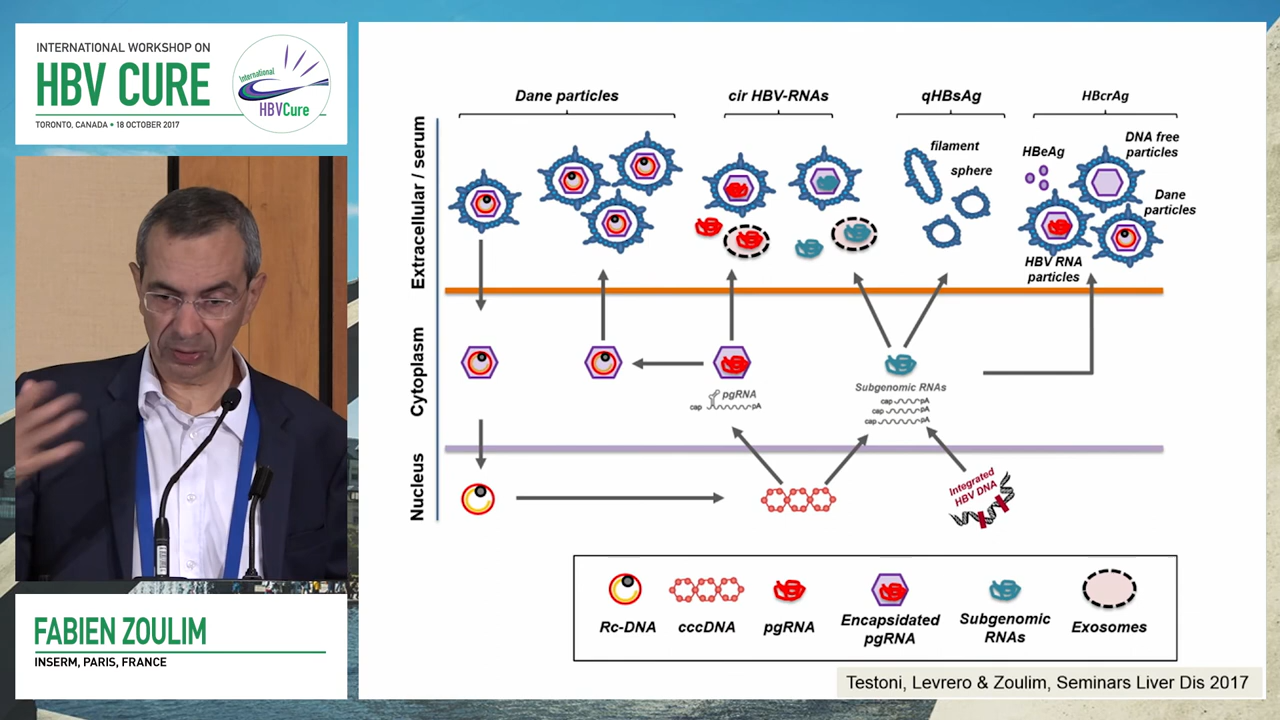 INTERNATIONAL WORKSHOP ON
HBV CURE
TORONTO, CANADA • 18 OCTOBER 2017
International
HBVCure
FABIEN ZOULIM
INSERM, PARIS, FRANCE
Dane particles
cir HBV-RNAs
qHBsAg
HBcrAg
Extracellular / serum
filament
sphere
HBeAg
DNA free
particles
Dane
particles
HBV RNA
particles
Cytoplasm
pgRNA
cap
pA
Subgenomic RNAs
cap pA
cap pA
cap pA
Nucleus
Integrated
HBV DNA
Rc-DNA
cccDNA
pgRNA
Encapsidated
pgRNA
Subgenomic
RNAs
Exosomes
Testoni, Levrero & Zoulim, Seminars Liver Dis 2017